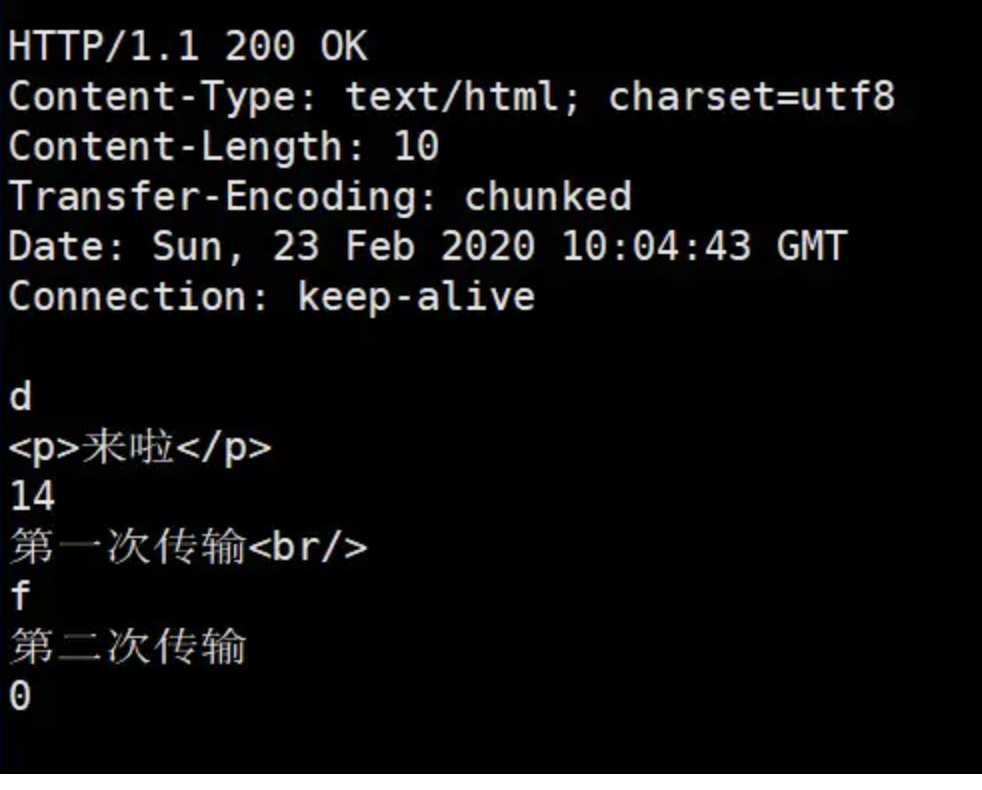 HTTP/1.1 200 OK
Content-Type: text/html; charset=utf8
Content-Length: 10
Transfer-Encoding: chunked
Date: Sun, 23 Feb 2020 10:04:43 GMT
Connection: keep-alive
d
<p>来啦</p>
14
第一次传输<br/>
f
第二次传输
0